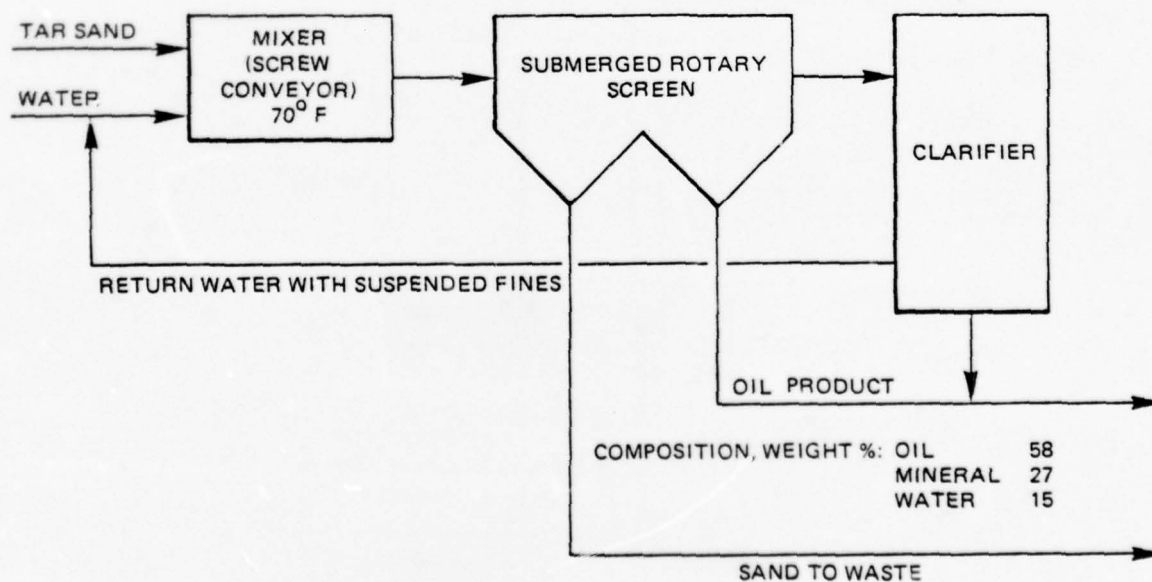 TAR SAND
WATER
MIXER
(SCREW
CONVEYOR)
70° F
SUBMERGED ROTARY
SCREEN
CLARIFIER
RETURN WATER WITH SUSPENDED FINES
OIL PRODUCT
COMPOSITION, WEIGHT %: OIL 58
MINERAL 27
WATER 15
SAND TO WASTE